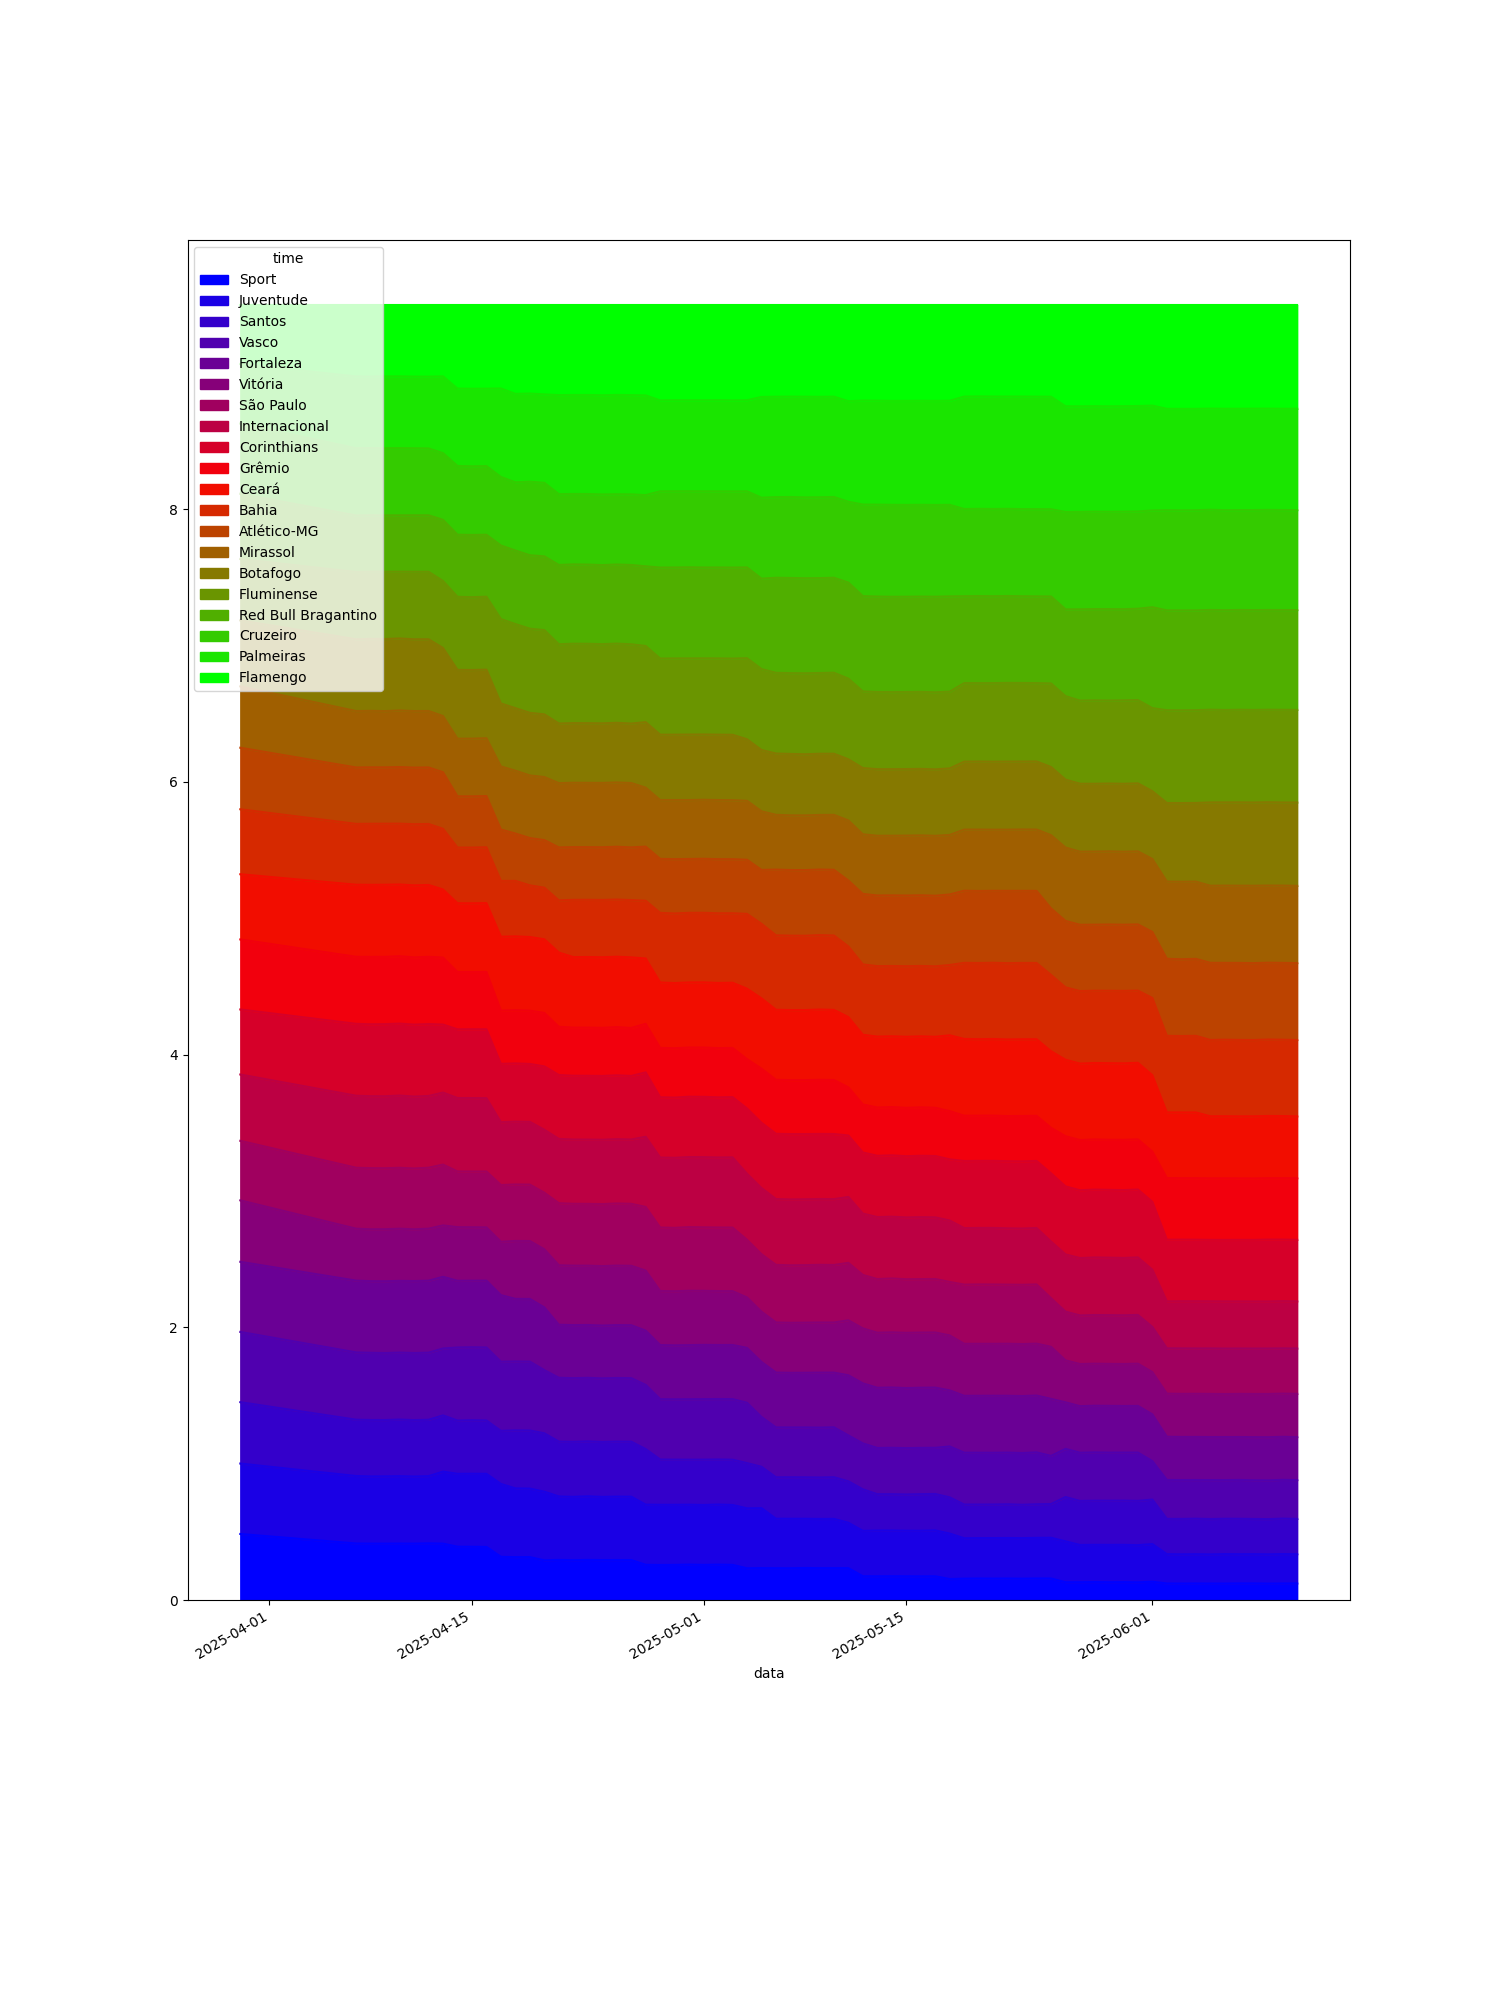 time
Sport
Juventude
Santos
Vasco
Fortaleza
Vitória
São Paulo
Internacional
Corinthians
Grêmio
Ceará
Bahia
Atlético-MG
Mirassol
Botafogo
Fluminense
Red Bull Bragantino
Cruzeiro
Palmeiras
Flamengo
8
6
4
2
0
2025-04-01
2025-04-15
2025-05-01
2025-05-15
2025-06-01
data